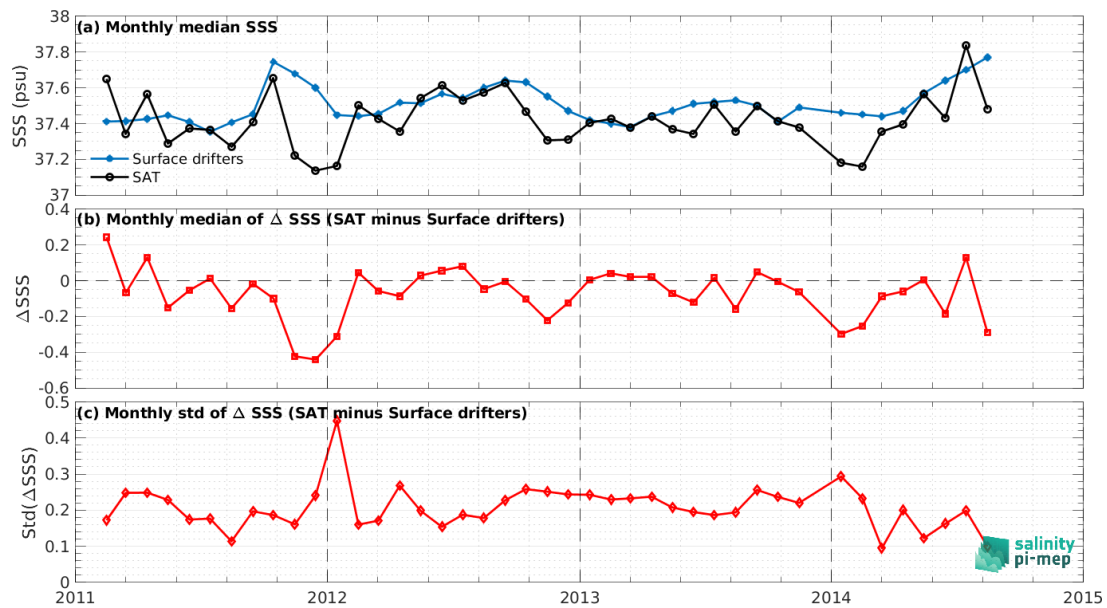 (a) Monthly median SSS
38
37.8
37.6
37.4
37.2
37
SSS (psu)
Surface drifters
SAT
(b) Monthly median of Δ SSS (SAT minus Surface drifters)
0.4
0.2
0
-0.2
-0.4
-0.6
ΔSSS
(c) Monthly std of Δ SSS (SAT minus Surface drifters)
0.5
0.4
0.3
0.2
0.1
0
Std(ΔSSS)
2011 2012 2013 2014 2015
salinity
pi-mep